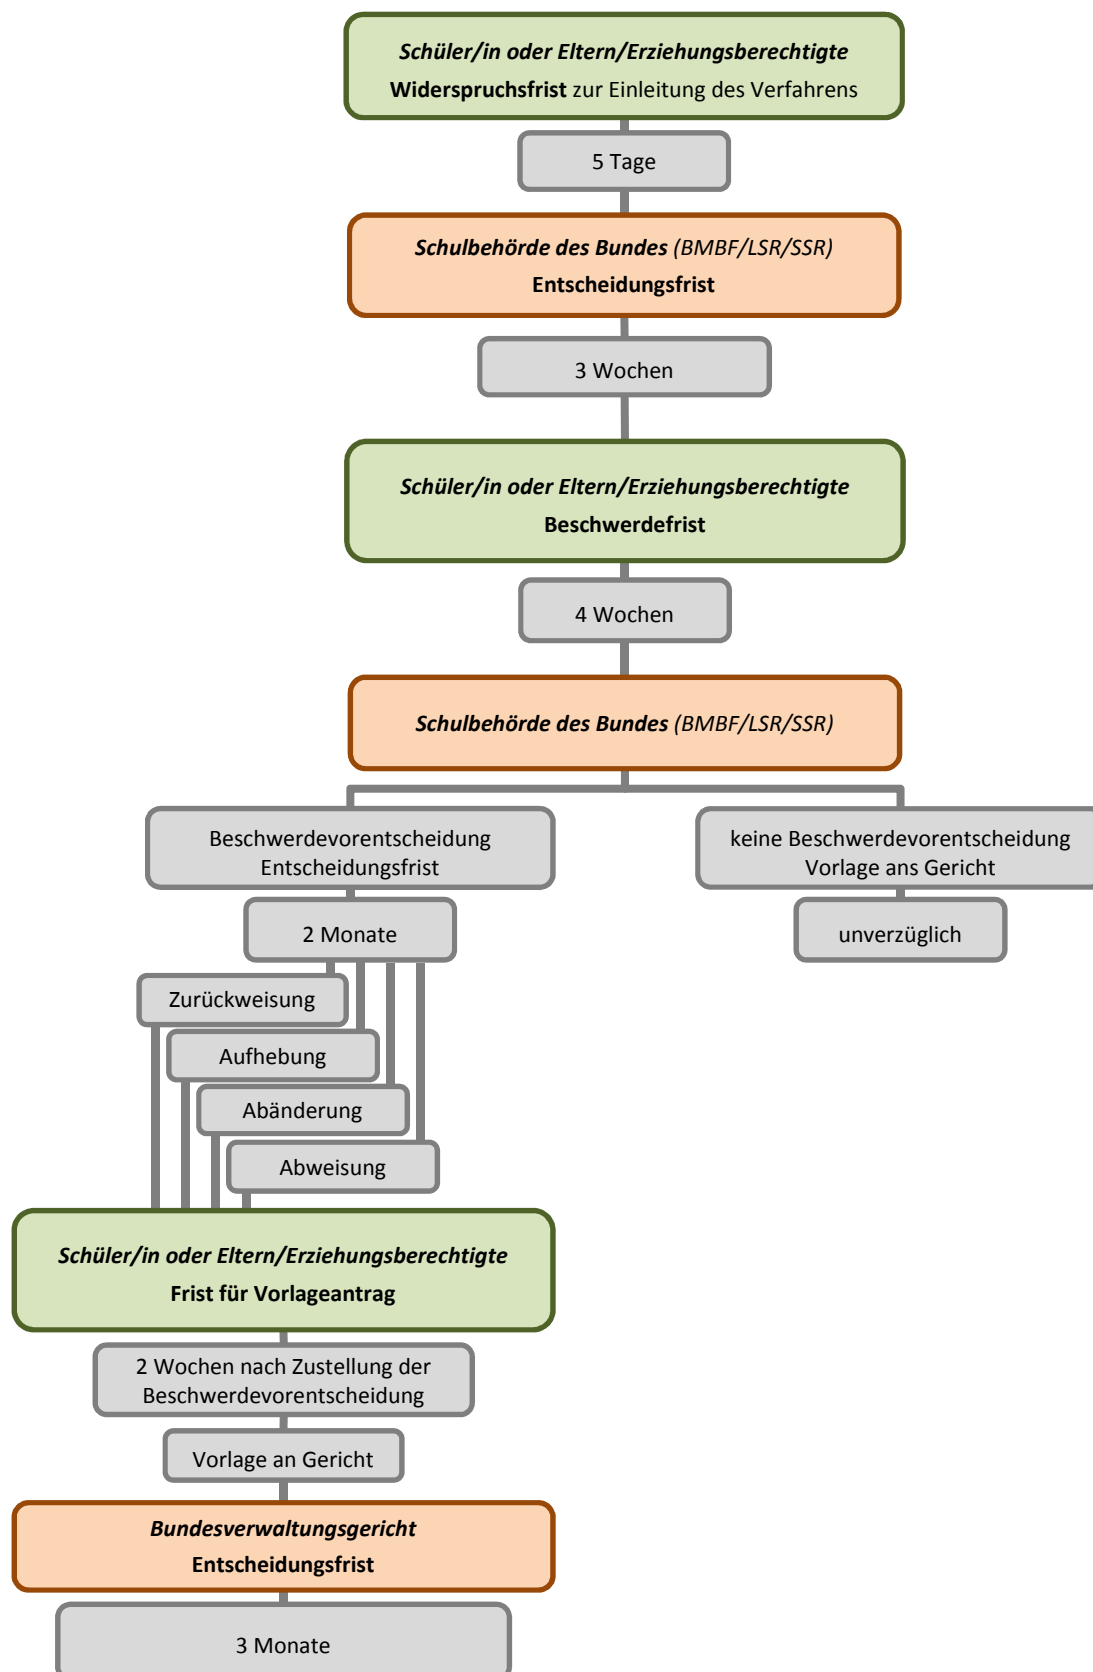 Schüler/in oder Eltern/Erziehungsberechtigte
Widerspruchsfrist zur Einleitung des Verfahrens
5 Tage
Schulbehörde des Bundes (BMBF/LSR/SSR)
Entscheidungsfrist
3 Wochen
Schüler/in oder Eltern/Erziehungsberechtigte
Beschwerdefrist
4 Wochen
Schulbehörde des Bundes (BMBF/LSR/SSR)
Beschwerdevorentscheidung
Entscheidungsfrist
keine Beschwerdevorentscheidung
Vorlage ans Gericht
2 Monate
unverzüglich
Zurückweisung
Aufhebung
Abänderung
Abweisung
Schüler/in oder Eltern/Erziehungsberechtigte
Frist für Vorlageantrag
2 Wochen nach Zustellung der
Beschwerdevorentscheidung
Vorlage an Gericht
Bundesverwaltungsgericht
Entscheidungsfrist
3 Monate